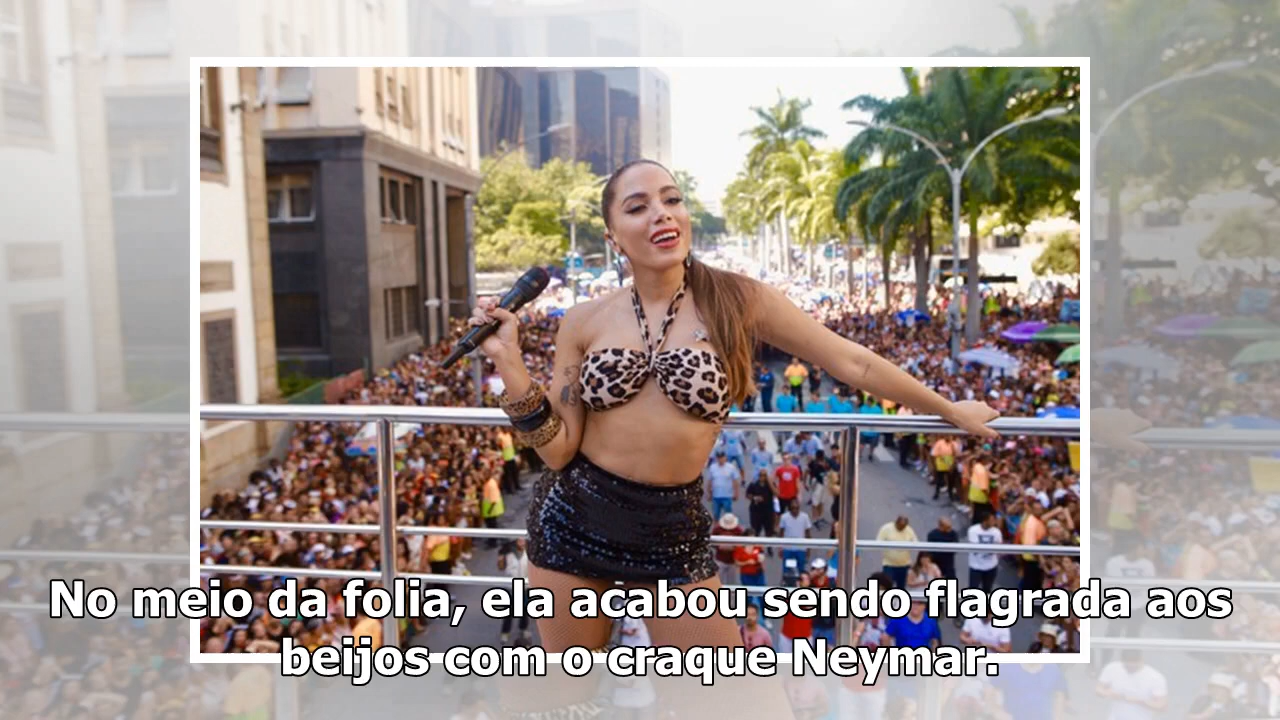 No meio da folia, ela acabou sendo flagrada aos
beijos com o craque Neymar.